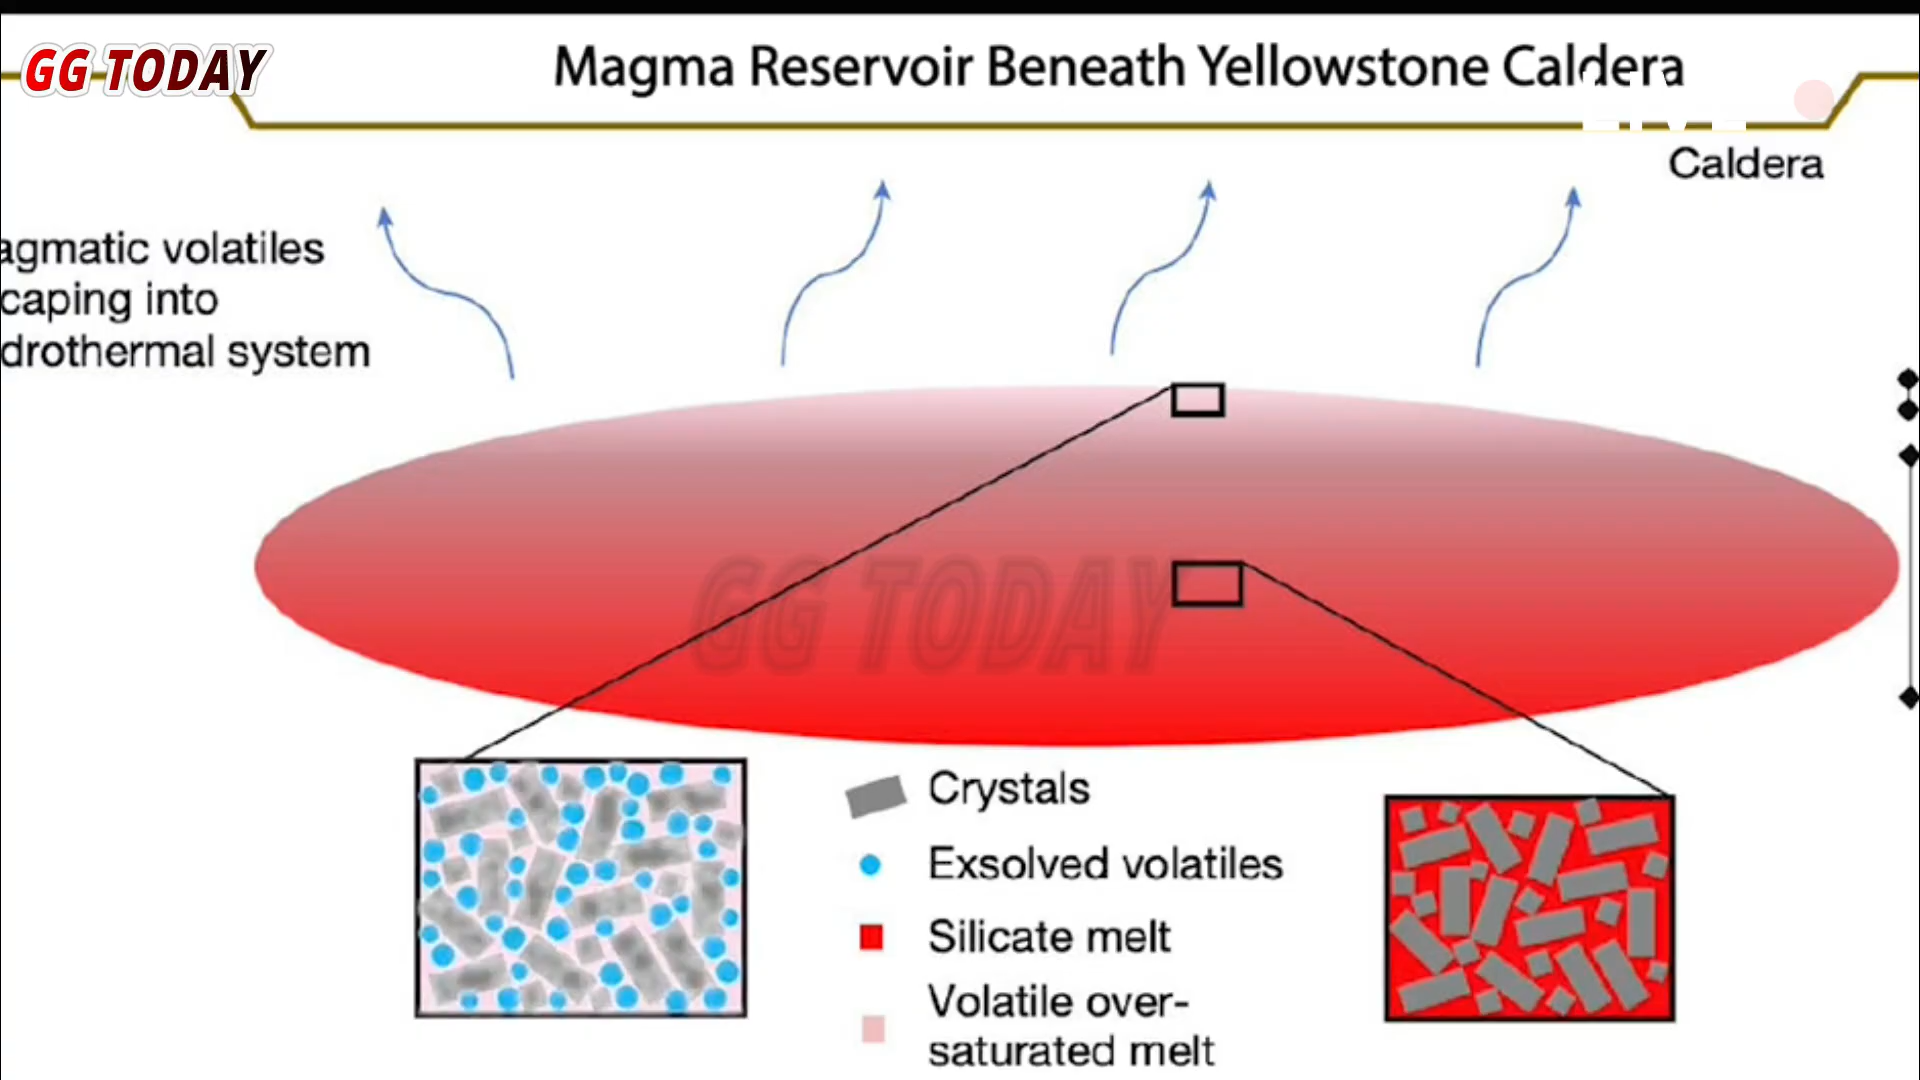 GG TODAY
Magma Reservoir Beneath Yellowstone Caldera
LIVE
Caldera
agmatic volatiles
caping into
drothermal system
GG TODAY
Crystals
Exsolved volatiles
Silicate melt
Volatile over-
saturated melt